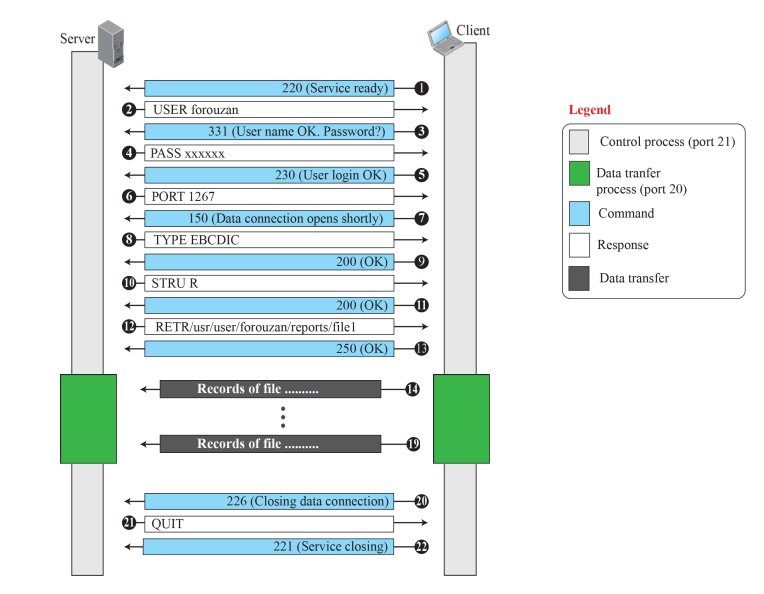 Server
Client
1 220 (Service ready)
2 USER forouzan
3 331 (User name OK. Password?)
4 PASS xxxxxx
5 230 (User login OK)
6 PORT 1267
7 150 (Data connection opens shortly)
8 TYPE EBCDIC
9 200 (OK)
10 STRU R
11 200 (OK)
12 RETR/usr/user/forouzan/reports/file1
13 250 (OK)
14 Records of file ..........
19 Records of file ..........
20 226 (Closing data connection)
21 QUIT
22 221 (Service closing)
Legend
Control process (port 21)
Data tranfer
process (port 20)
Command
Response
Data transfer